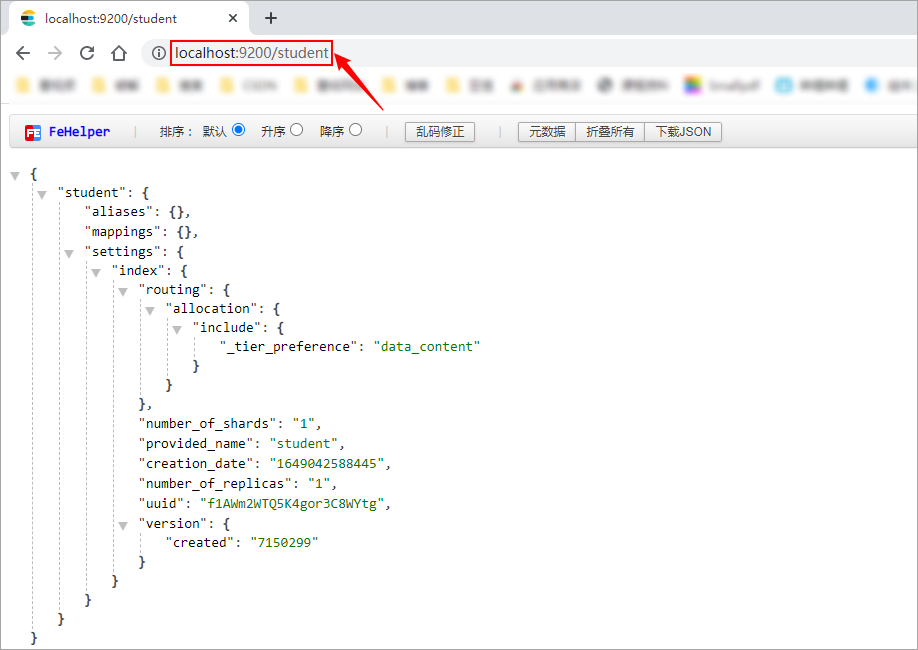 localhost:9200/student
localhost:9200/student
FeHelper 排序： 默认 升序 降序 乱码修正 元数据 折叠所有 下载JSON
{
"student": {
"aliases": {},
"mappings": {},
"settings": {
"index": {
"routing": {
"allocation": {
"include": {
"_tier_preference": "data_content"
}
}
},
"number_of_shards": "1",
"provided_name": "student",
"creation_date": "1649042588445",
"number_of_replicas": "1",
"uuid": "f1AWm2WTQ5K4gor3C8WYtg",
"version": {
"created": "7150299"
}
}
}
}
}